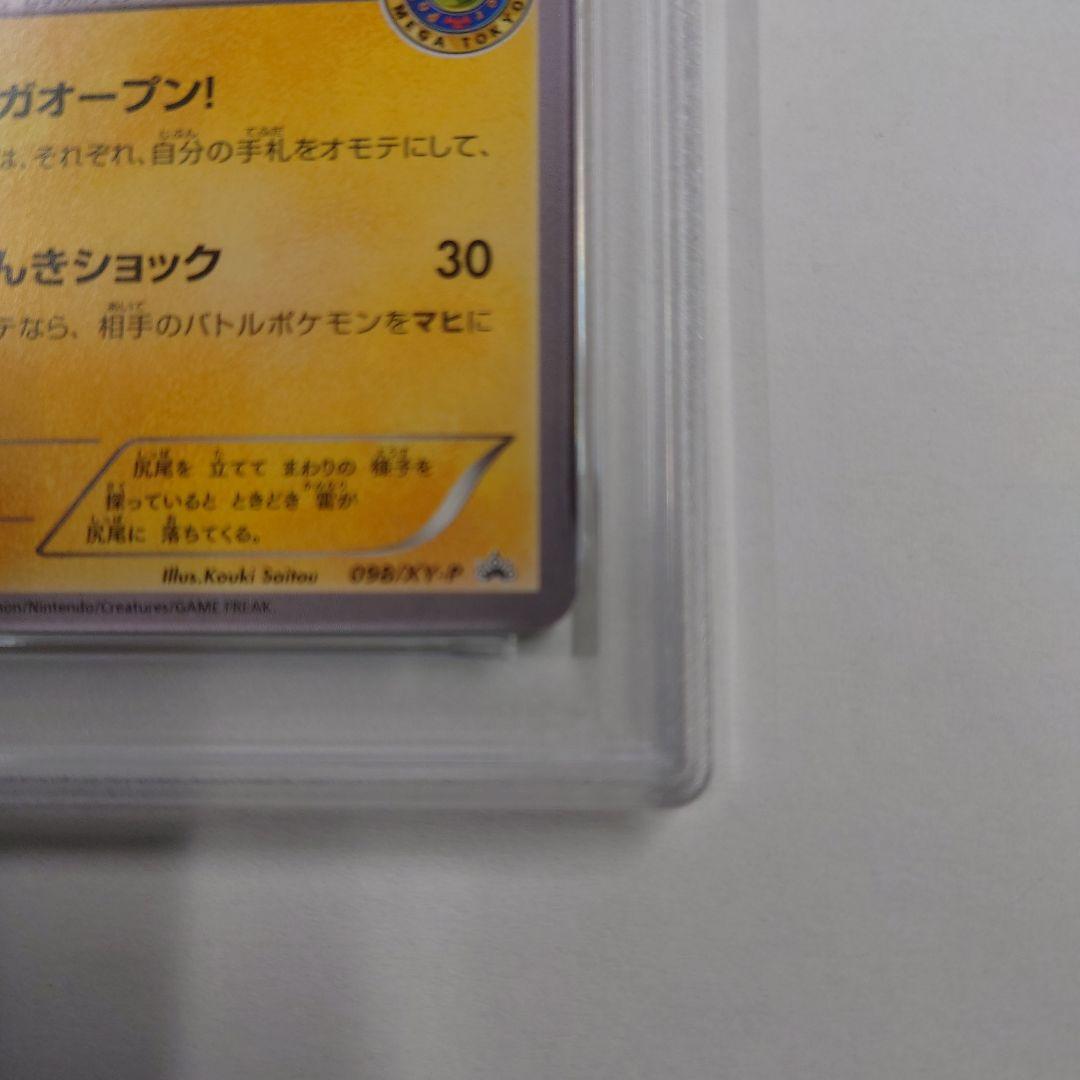 MEGA TOKYO
ガオープン!
は、それぞれ、自分の手札をオモテにして、
んきショック 30
テなら、相手のバトルポケモンをマヒに
尻尾を 立てて まわりの 様子を
探っていると ときどき 雷が
尻尾に 落ちてくる。
Illus.Kouki Saitou 098/XY-P
mon/Nintendo/Creatures/GAME FREAK.